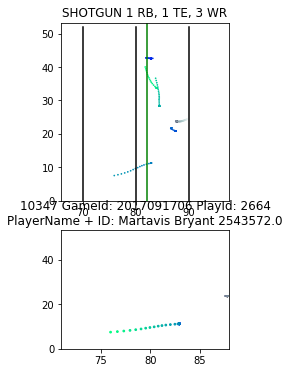 SHOTGUN 1 RB, 1 TE, 3 WR
50
40
30
20
10
0
70 80 90
10347 GameId: 2017091706 PlayId: 2664
PlayerName + ID: Martavis Bryant 2543572.0
40
20
0
75 80 85